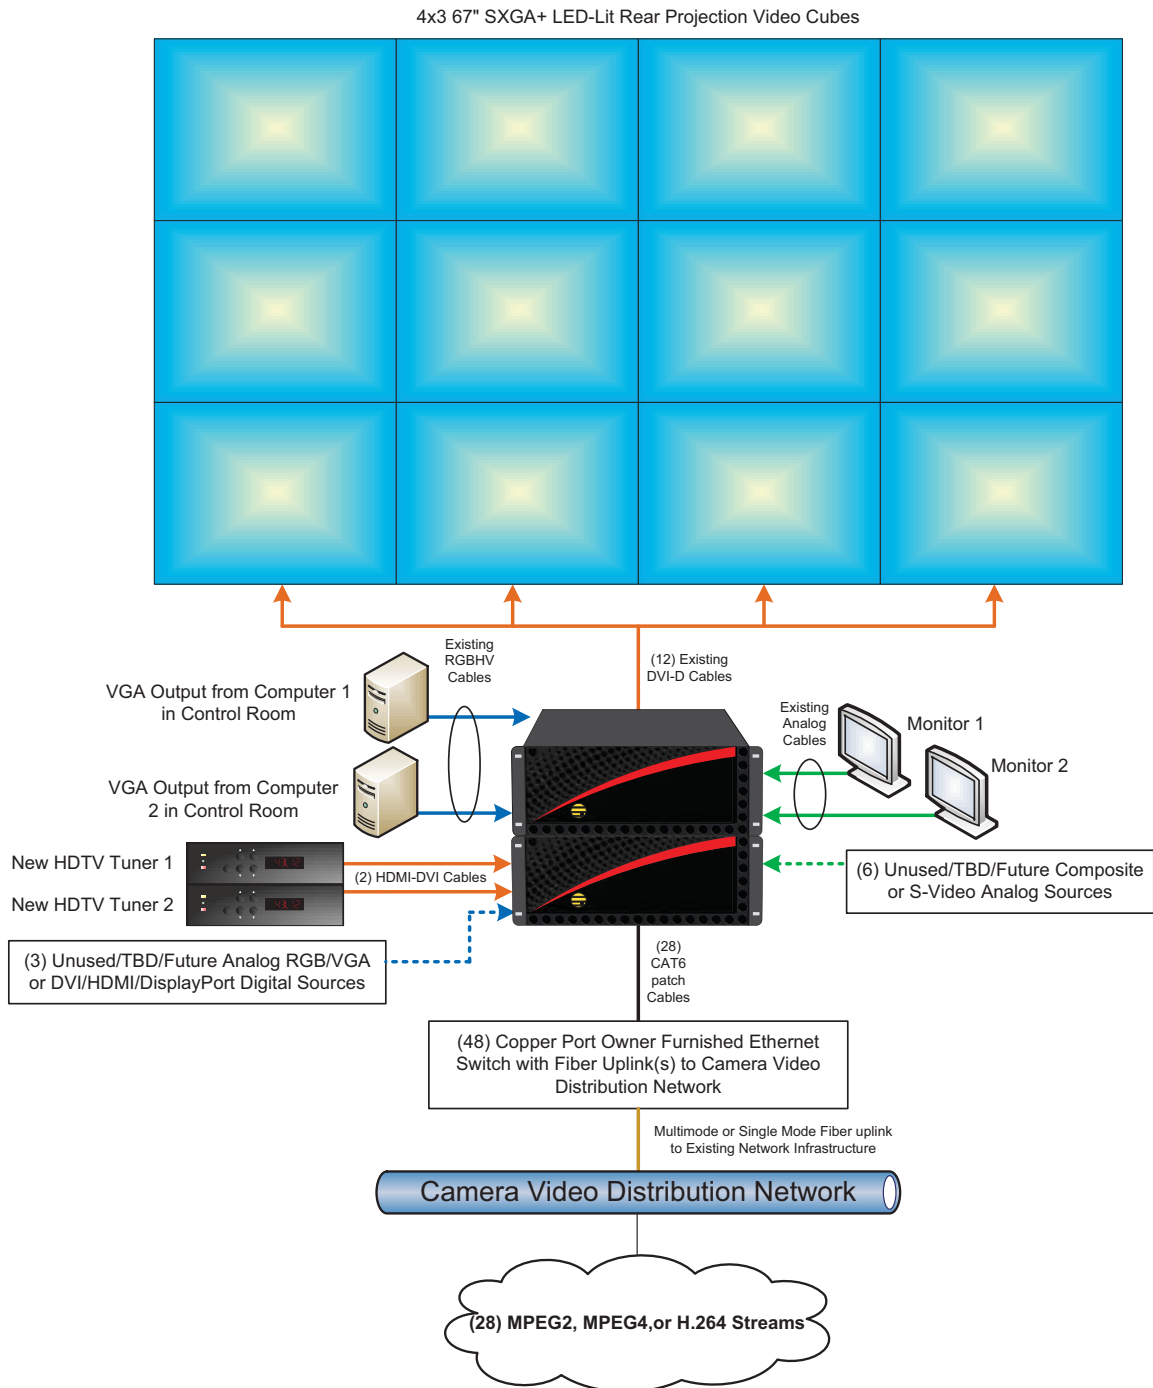 4x3 67" SXGA+ LED-Lit Rear Projection Video Cubes
Existing
RGBHV
Cables
(12) Existing
DVI-D Cables
Existing
Analog
Cables
VGA Output from Computer 1
in Control Room
Monitor 1
Monitor 2
VGA Output from Computer
2 in Control Room
New HDTV Tuner 1
(2) HDMI-DVI Cables
New HDTV Tuner 2
(6) Unused/TBD/Future Composite
or S-Video Analog Sources
(3) Unused/TBD/Future Analog RGB/VGA
or DVI/HDMI/DisplayPort Digital Sources
(28)
CAT6
patch
Cables
(48) Copper Port Owner Furnished Ethernet
Switch with Fiber Uplink(s) to Camera Video
Distribution Network
Multimode or Single Mode Fiber uplink
to Existing Network Infrastructure
Camera Video Distribution Network
(28) MPEG2, MPEG4,or H.264 Streams